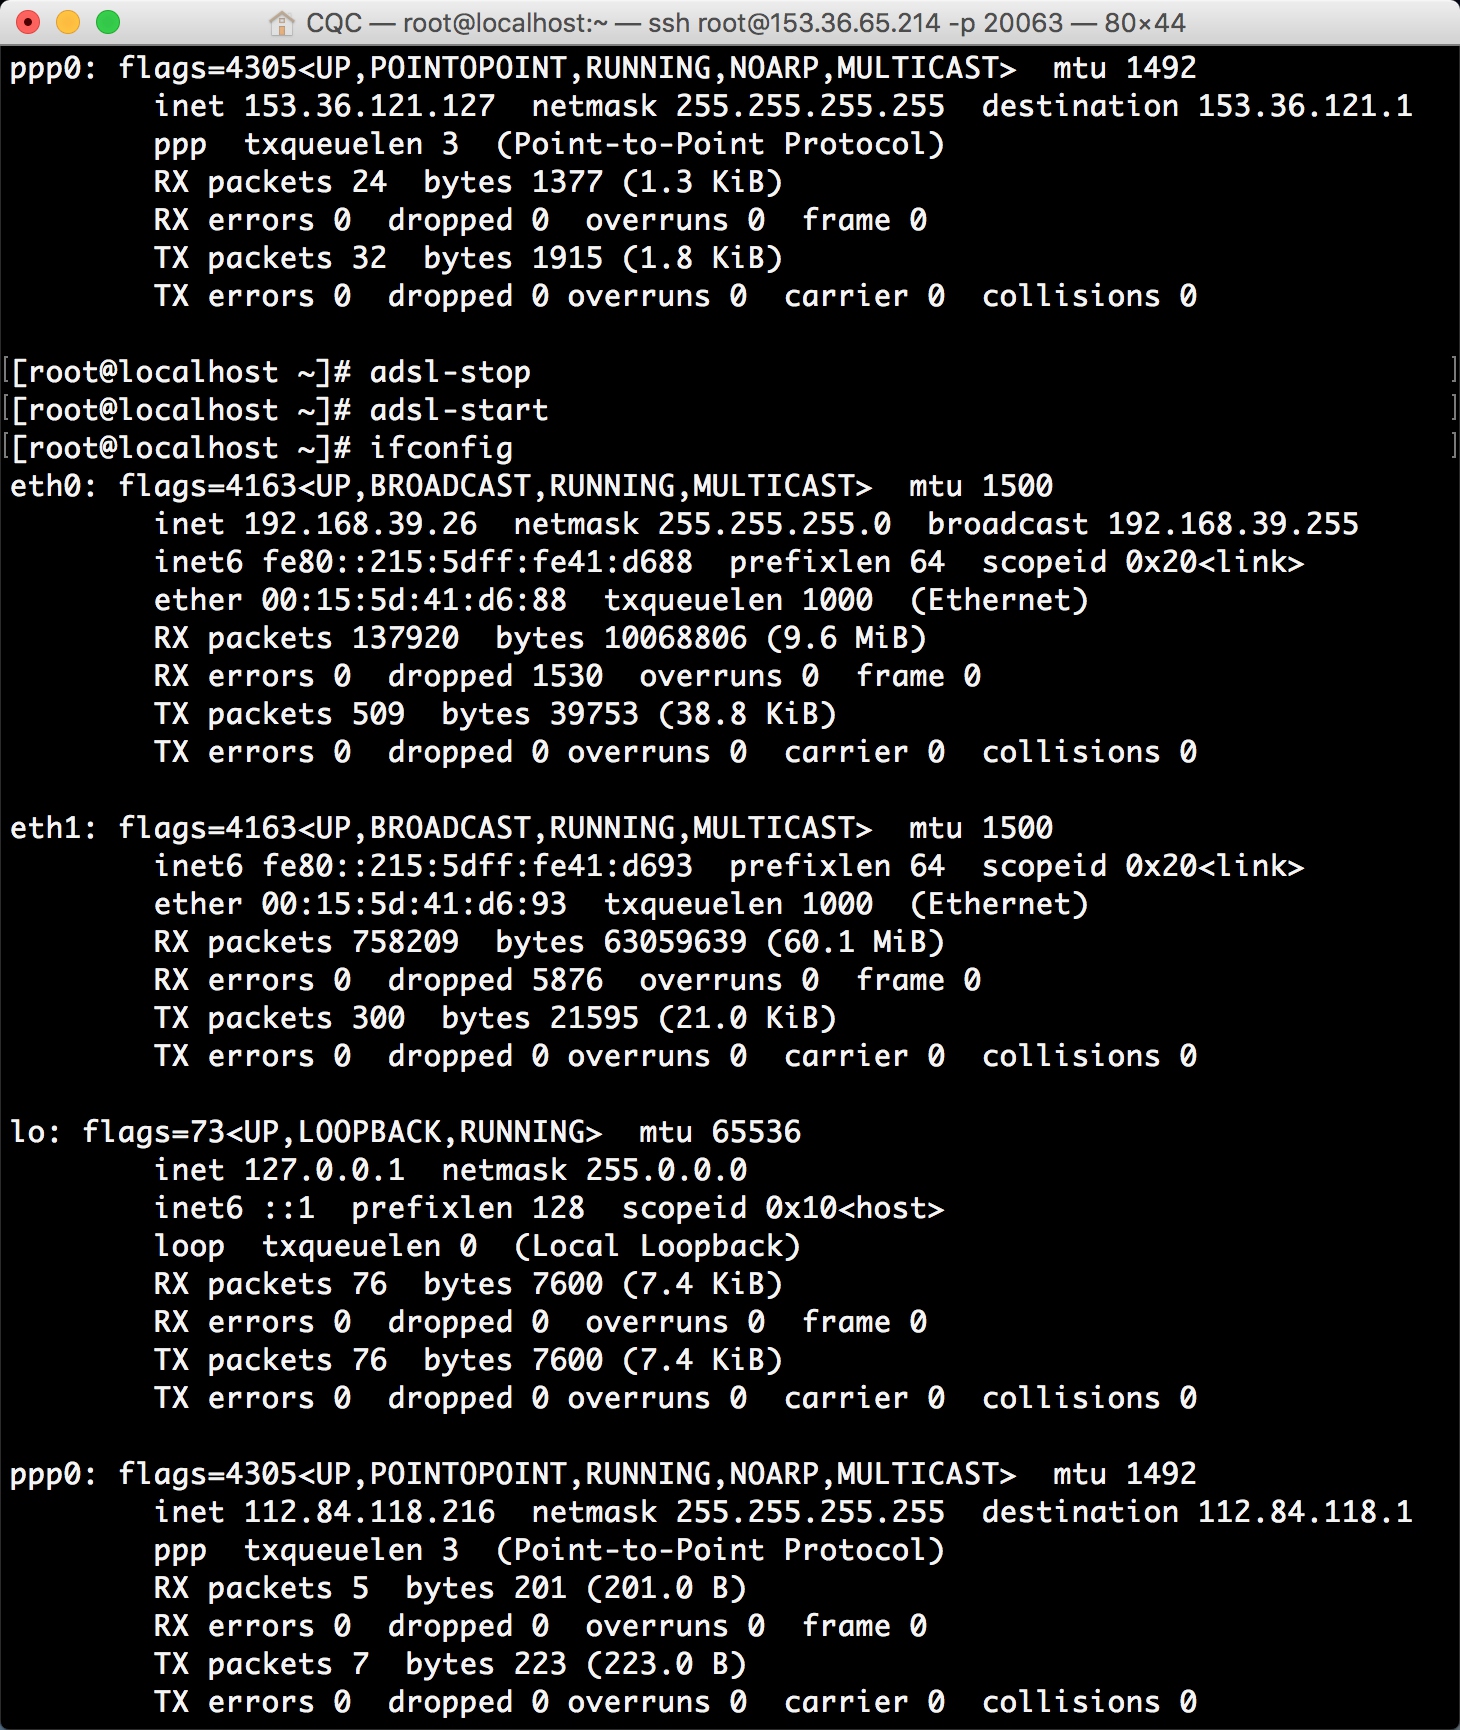 CQC — root@localhost:~ — ssh root@153.36.65.214 -p 20063 — 80×44
ppp0: flags=4305<UP,POINTOPOINT,RUNNING,NOARP,MULTICAST>  mtu 1492
        inet 153.36.121.127  netmask 255.255.255.255  destination 153.36.121.1
        ppp  txqueuelen 3  (Point-to-Point Protocol)
        RX packets 24  bytes 1377 (1.3 KiB)
        RX errors 0  dropped 0  overruns 0  frame 0
        TX packets 32  bytes 1915 (1.8 KiB)
        TX errors 0  dropped 0 overruns 0  carrier 0  collisions 0
[root@localhost ~]# adsl-stop
[root@localhost ~]# adsl-start
[root@localhost ~]# ifconfig
eth0: flags=4163<UP,BROADCAST,RUNNING,MULTICAST>  mtu 1500
        inet 192.168.39.26  netmask 255.255.255.0  broadcast 192.168.39.255
        inet6 fe80::215:5dff:fe41:d688  prefixlen 64  scopeid 0x20<link>
        ether 00:15:5d:41:d6:88  txqueuelen 1000  (Ethernet)
        RX packets 137920  bytes 10068806 (9.6 MiB)
        RX errors 0  dropped 1530  overruns 0  frame 0
        TX packets 509  bytes 39753 (38.8 KiB)
        TX errors 0  dropped 0 overruns 0  carrier 0  collisions 0
eth1: flags=4163<UP,BROADCAST,RUNNING,MULTICAST>  mtu 1500
        inet6 fe80::215:5dff:fe41:d693  prefixlen 64  scopeid 0x20<link>
        ether 00:15:5d:41:d6:93  txqueuelen 1000  (Ethernet)
        RX packets 758209  bytes 63059639 (60.1 MiB)
        RX errors 0  dropped 5876  overruns 0  frame 0
        TX packets 300  bytes 21595 (21.0 KiB)
        TX errors 0  dropped 0 overruns 0  carrier 0  collisions 0
lo: flags=73<UP,LOOPBACK,RUNNING>  mtu 65536
        inet 127.0.0.1  netmask 255.0.0.0
        inet6 ::1  prefixlen 128  scopeid 0x10<host>
        loop  txqueuelen 0  (Local Loopback)
        RX packets 76  bytes 7600 (7.4 KiB)
        RX errors 0  dropped 0  overruns 0  frame 0
        TX packets 76  bytes 7600 (7.4 KiB)
        TX errors 0  dropped 0 overruns 0  carrier 0  collisions 0
ppp0: flags=4305<UP,POINTOPOINT,RUNNING,NOARP,MULTICAST>  mtu 1492
        inet 112.84.118.216  netmask 255.255.255.255  destination 112.84.118.1
        ppp  txqueuelen 3  (Point-to-Point Protocol)
        RX packets 5  bytes 201 (201.0 B)
        RX errors 0  dropped 0  overruns 0  frame 0
        TX packets 7  bytes 223 (223.0 B)
        TX errors 0  dropped 0 overruns 0  carrier 0  collisions 0